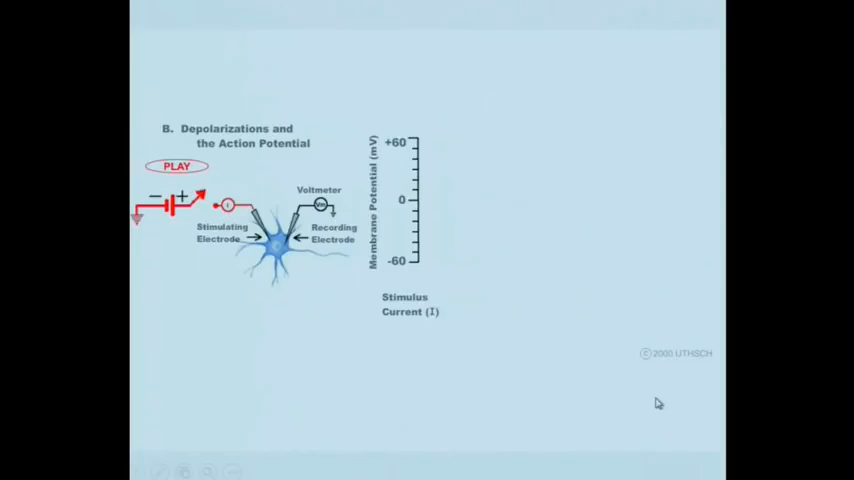 B. Depolarizations and
the Action Potential
PLAY
− +
I
Voltmeter
Vm
Stimulating
Electrode
Recording
Electrode
Membrane Potential (mV)
+60
0
-60
Stimulus
Current (I)
© 2000 UTHSCH